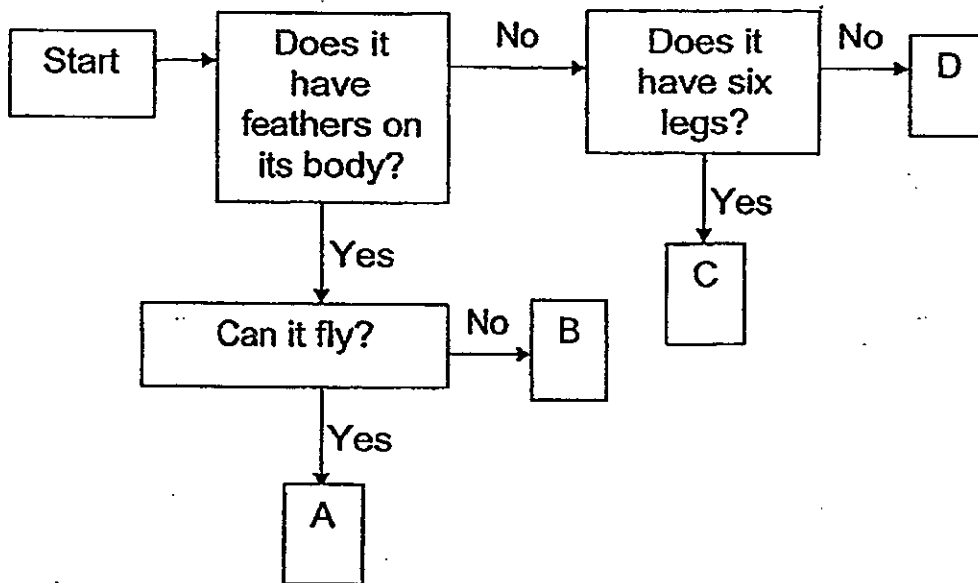 Start
Does it
have
feathers on
its body?
No
Does it
have six
legs?
No
D
Yes
Yes
C
Can it fly?
No
B
Yes
A